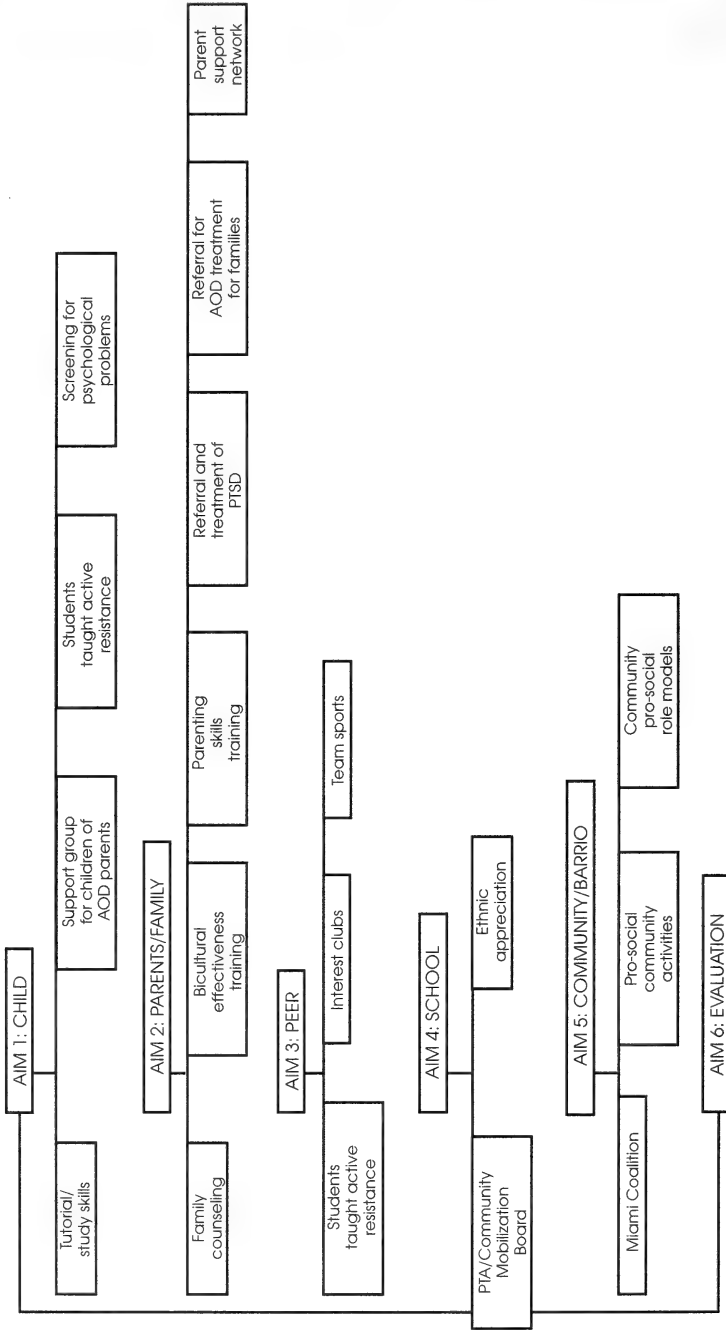 AIM 1: CHILD
Tutorial/
study skills
Support group
for children of
AOD parents
Students
taught active
resistance
Screening for
psychological
problems
AIM 2: PARENTS/FAMILY
Family
counseling
Bicultural
effectiveness
training
Parenting
skills
training
Referral and
treatment of
PTSD
Referral for
AOD treatment
for families
Parent
support
network
AIM 3: PEER
Students
taught active
resistance
Interest clubs
Team sports
AIM 4: SCHOOL
PTA/Community
Mobilization
Board
Ethnic
appreciation
AIM 5: COMMUNITY/BARRIO
Miami Coalition
Pro-social
community
activities
Community
pro-social
role models
AIM 6: EVALUATION